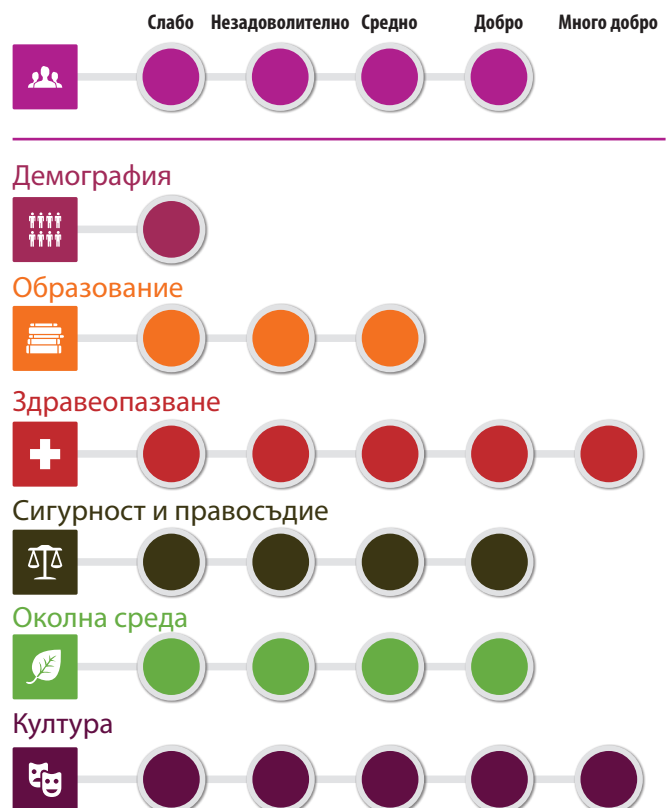 Слабо Незадоволително Средно Добро Много добро
Демография
Образование
Здравеопазване
Сигурност и правосъдие
Околна среда
Култура